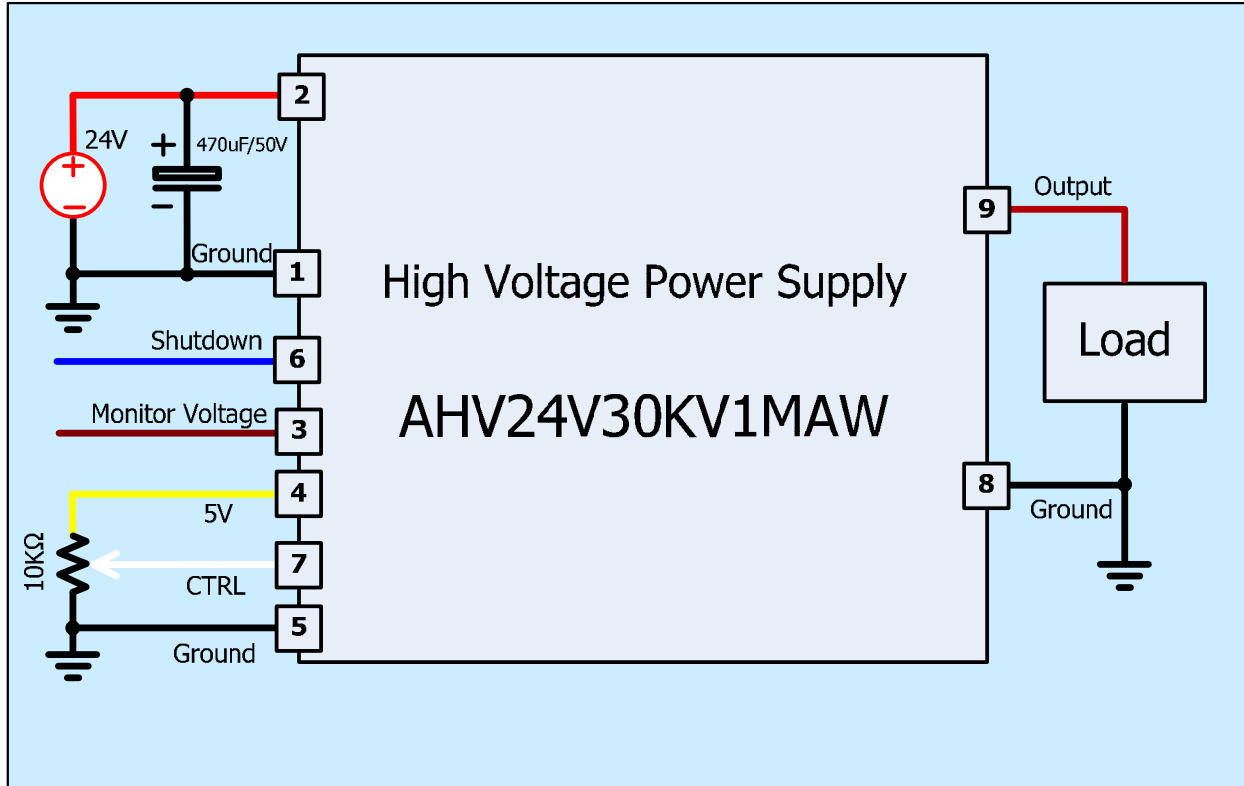 2
24V
+
470uF/50V
+
−
−
Ground
1
Shutdown
6
Monitor Voltage
3
4
5V
10KΩ
7
CTRL
5
Ground
High Voltage Power Supply
AHV24V30KV1MAW
9
Output
Load
8
Ground